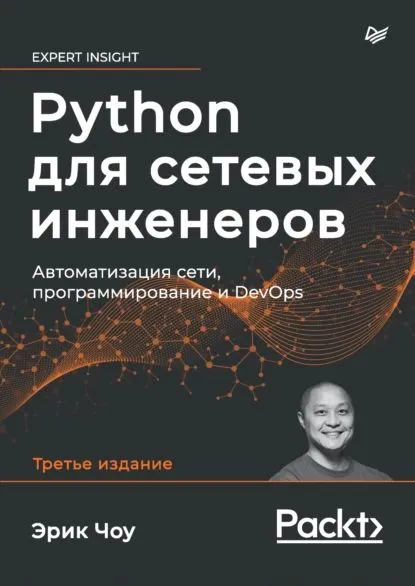 EXPERT INSIGHT
Python
для сетевых
инженеров
Автоматизация сети,
программирование и DevOps
Третье издание
Эрик Чоу
Packt>